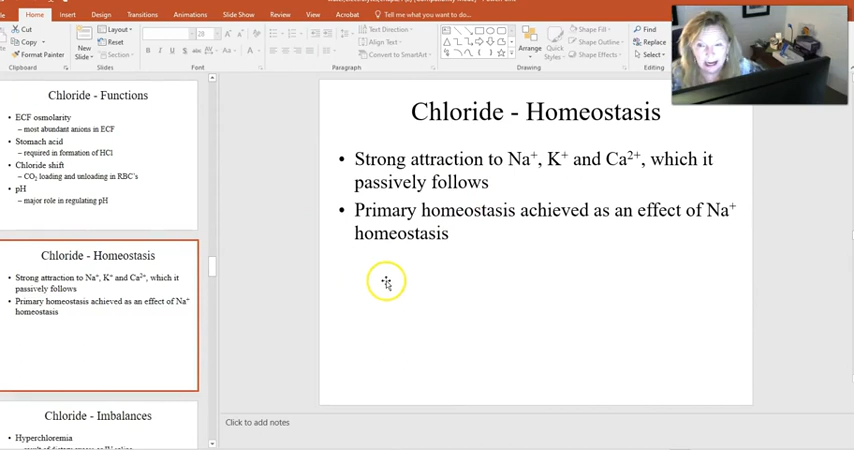 Home Insert Design Transitions Animations Slide Show Review View Acrobat Tell me what you want to do...
Cut
Copy
Format Painter
Clipboard
New
Slide
Layout
Reset
Slides
28
B I U S abc
Font
Paragraph
Text Direction
Align Text
Convert to SmartArt
Drawing
Arrange
Quick
Styles
Shape Fill
Shape Outline
Shape Effects
Find
Replace
Select
Editing
Chloride - Functions
• ECF osmolarity
– most abundant anions in ECF
• Stomach acid
– required in formation of HCl
• Chloride shift
– CO₂ loading and unloading in RBC's
• pH
– major role in regulating pH
Chloride - Homeostasis
• Strong attraction to Na⁺, K⁺ and Ca²⁺, which it
passively follows
• Primary homeostasis achieved as an effect of Na⁺
homeostasis
Chloride - Imbalances
• Hyperchloremia
Chloride - Homeostasis
• Strong attraction to Na⁺, K⁺ and Ca²⁺, which it
passively follows
• Primary homeostasis achieved as an effect of Na⁺
homeostasis
Click to add notes